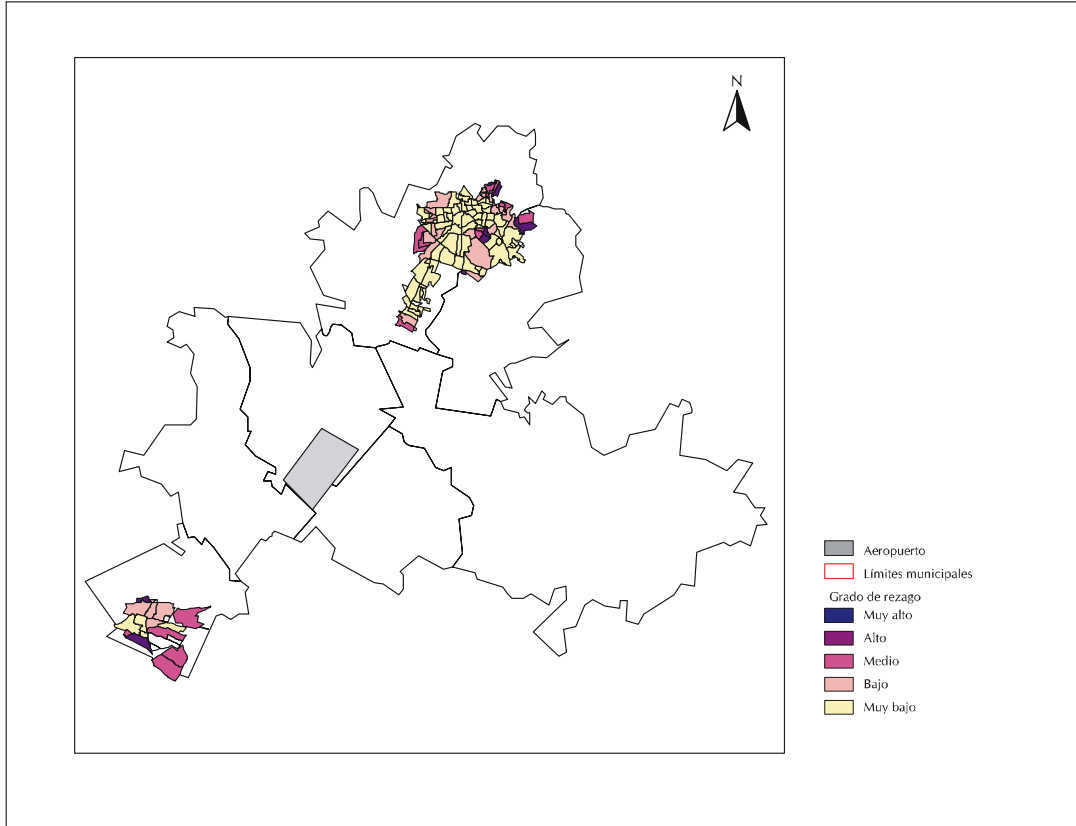 N
Aeropuerto
Límites municipales
Grado de rezago
Muy alto
Alto
Medio
Bajo
Muy bajo